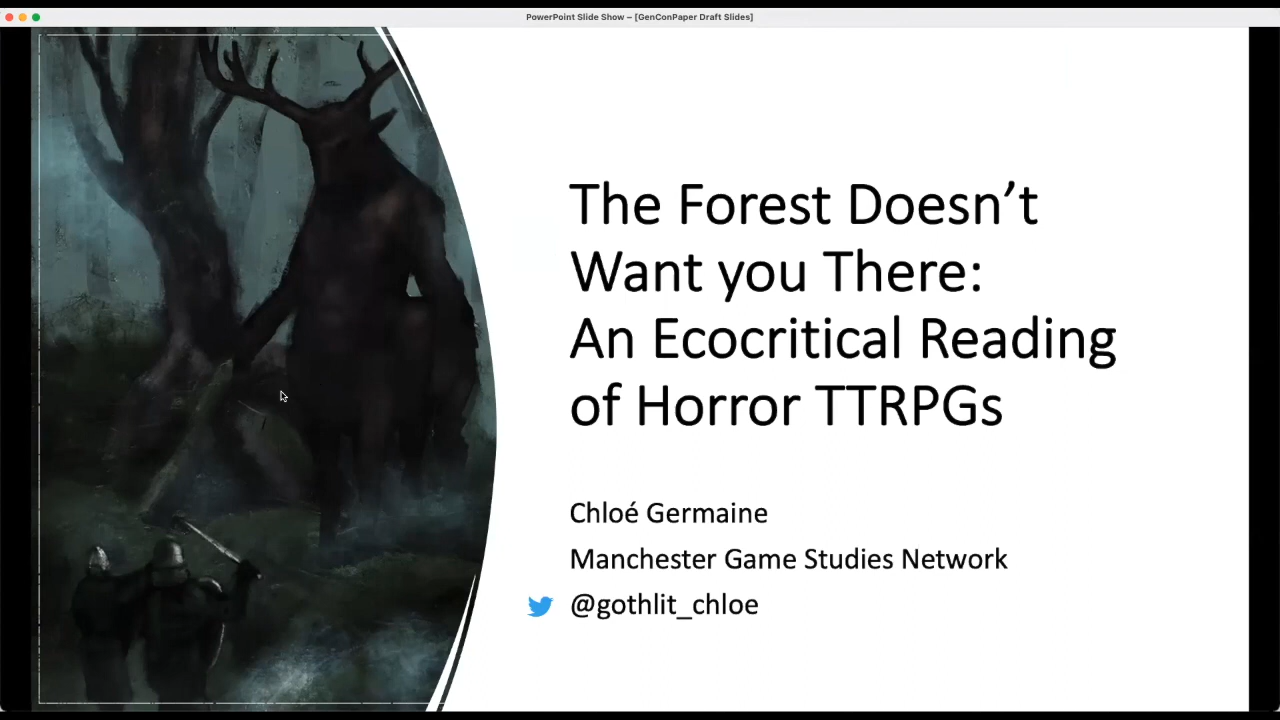 PowerPoint Slide Show – [GenConPaper Draft Slides]
The Forest Doesn’t
Want you There:
An Ecocritical Reading
of Horror TTRPGs
Chloé Germaine
Manchester Game Studies Network
@gothlit_chloe